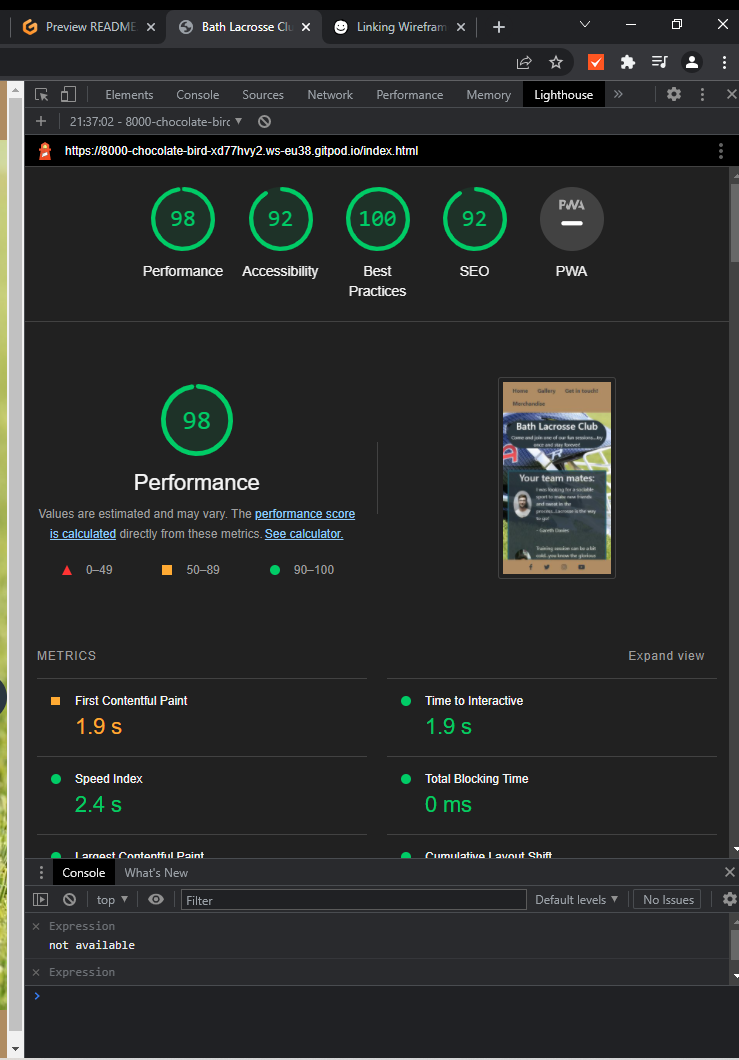 Preview README
Bath Lacrosse Clu
Linking Wirefram
Elements Console Sources Network Performance Memory Lighthouse
21:37:02 - 8000-chocolate-bird
https://8000-chocolate-bird-xd77hvy2.ws-eu38.gitpod.io/index.html
98 92 100 92 PWA
Performance Accessibility Best Practices SEO PWA
98
Performance
Values are estimated and may vary. The performance score
is calculated directly from these metrics. See calculator.
0–49 50–89 90–100
Home Gallery Get in touch!
Merchandise
Bath Lacrosse Club
Come and join one of our fun sessions...try
once and stay forever!
Your team mates:
I was looking for a sociable
sport to make new friends
and sweat in the
process...Lacrosse is the way
to go!
- Gareth Davies
Training session can be a bit
cold, you know the glorious
METRICS
Expand view
First Contentful Paint
1.9 s
Time to Interactive
1.9 s
Speed Index
2.4 s
Total Blocking Time
0 ms
Largest Contentful Paint
Cumulative Layout Shift
Console What's New
top Filter Default levels No Issues
Expression
not available
Expression